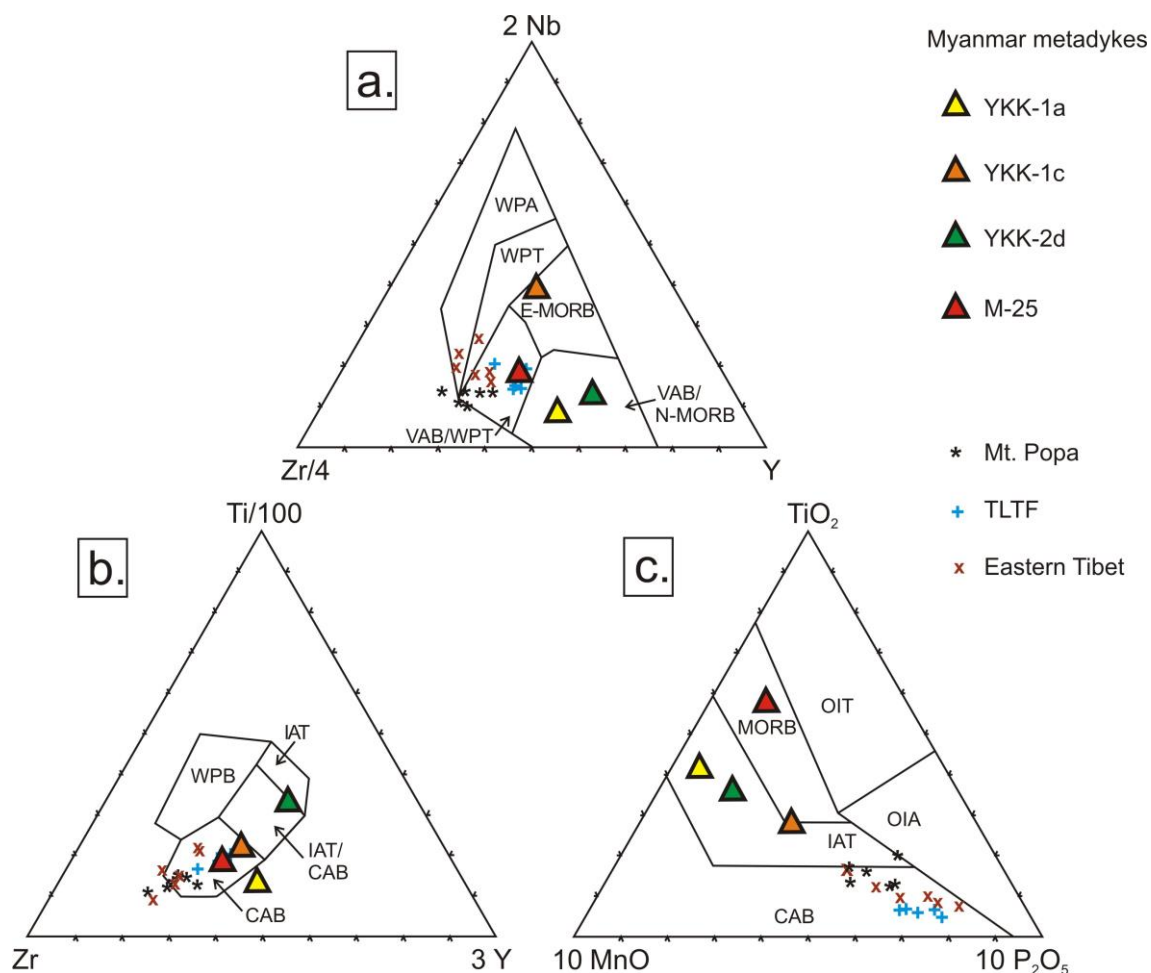 2 Nb
a.
WPA
WPT
E-MORB
VAB/
N-MORB
VAB/WPT
Zr/4
Y
Myanmar metadykes
YKK-1a
YKK-1c
YKK-2d
M-25
* Mt. Popa
+ TLTF
x Eastern Tibet
Ti/100
b.
IAT
WPB
IAT/
CAB
CAB
Zr
3 Y
TiO₂
c.
OIT
MORB
OIA
IAT
CAB
10 MnO
10 P₂O₅